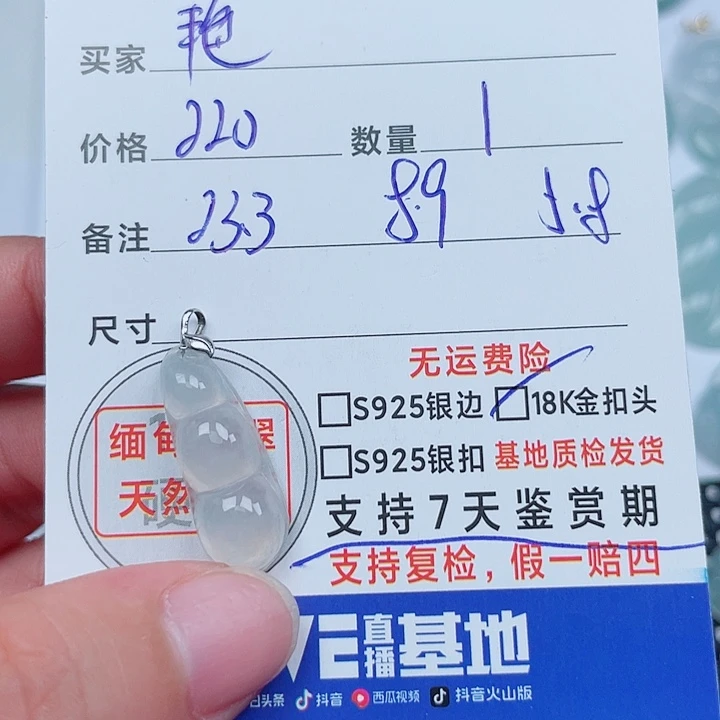 买家 艳
价格 220 数量 1
备注 23.3 8.9 5.8
尺寸
无运费险
S925银边 18K金扣头
S925银扣 基地质检发货
支持7天鉴赏期
支持复检，假一赔四
缅甸
天然
直播基地
头条 抖音 西瓜视频 抖音火山版